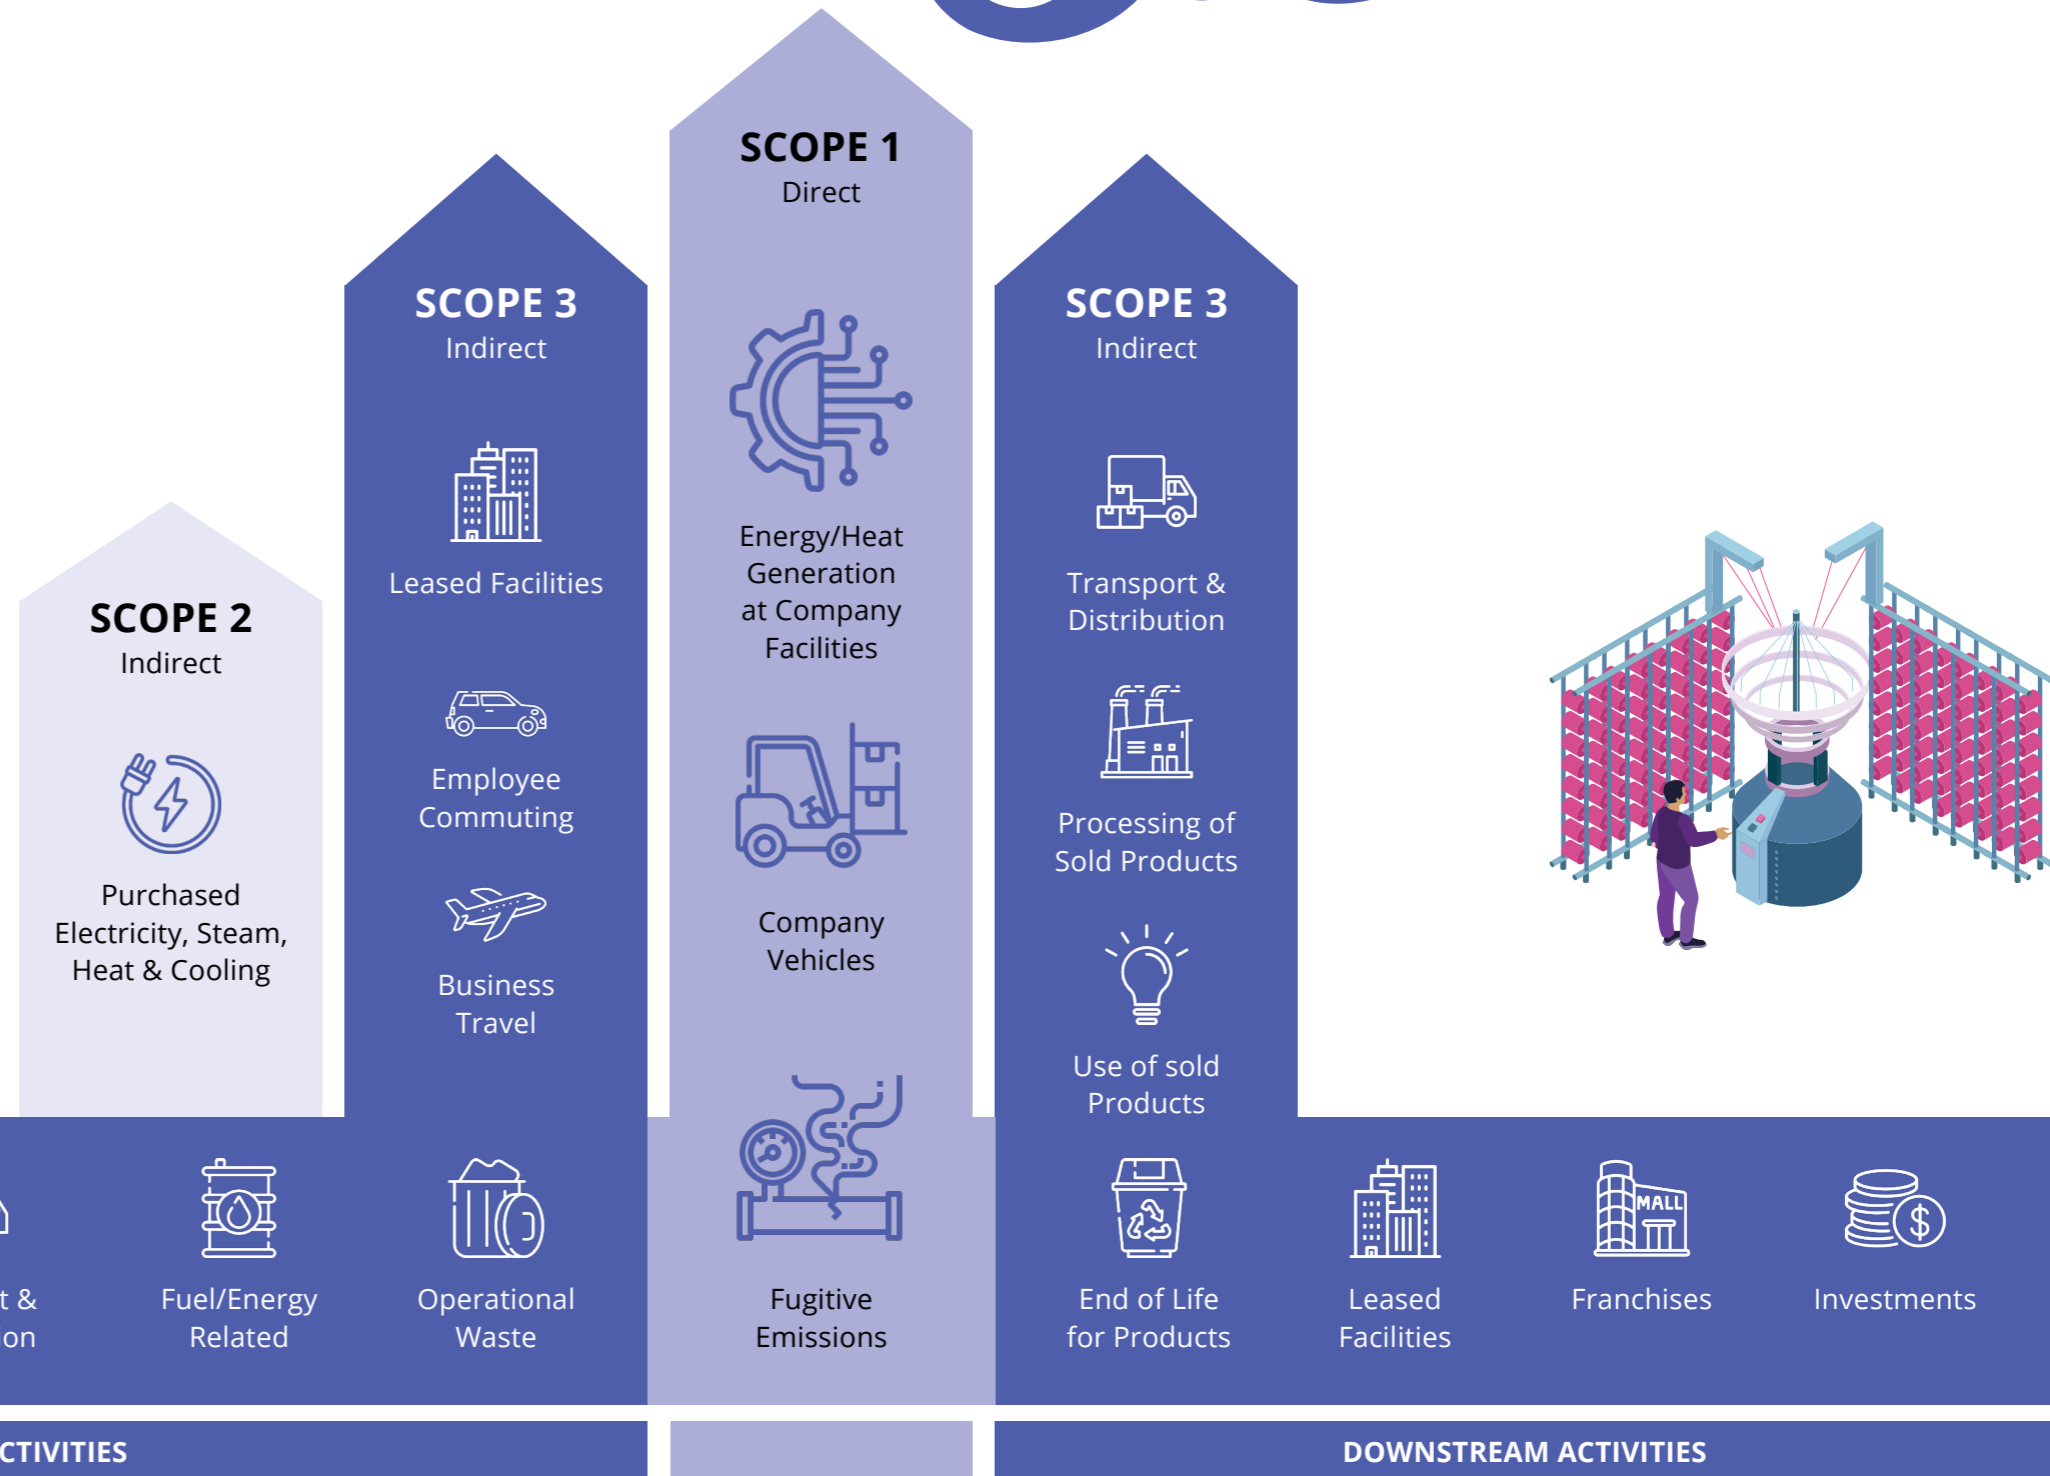 SCOPE 1
Direct
Energy/Heat
Generation
at Company
Facilities
Company
Vehicles
Fugitive
Emissions
SCOPE 2
Indirect
Purchased
Electricity, Steam,
Heat & Cooling
SCOPE 3
Indirect
Leased Facilities
Employee
Commuting
Business
Travel
SCOPE 3
Indirect
Transport &
Distribution
Processing of
Sold Products
Use of sold
Products
&
Fuel/Energy
Related
Operational
Waste
End of Life
for Products
Leased
Facilities
MALL
Franchises
$
Investments
DOWNSTREAM ACTIVITIES